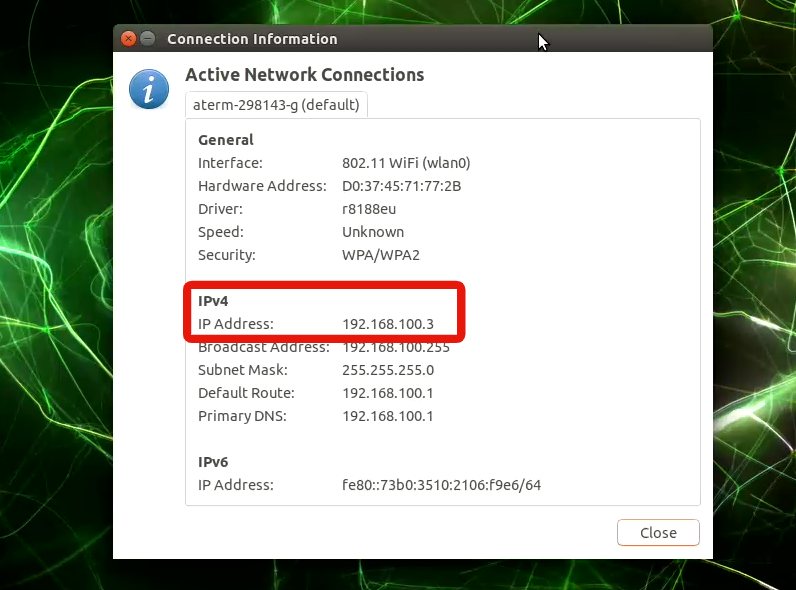 Connection Information
Active Network Connections
aterm-298143-g (default)
General
Interface: 802.11 WiFi (wlan0)
Hardware Address: D0:37:45:71:77:2B
Driver: r8188eu
Speed: Unknown
Security: WPA/WPA2
IPv4
IP Address: 192.168.100.3
Broadcast Address: 192.168.100.255
Subnet Mask: 255.255.255.0
Default Route: 192.168.100.1
Primary DNS: 192.168.100.1
IPv6
IP Address: fe80::73b0:3510:2106:f9e6/64
Close